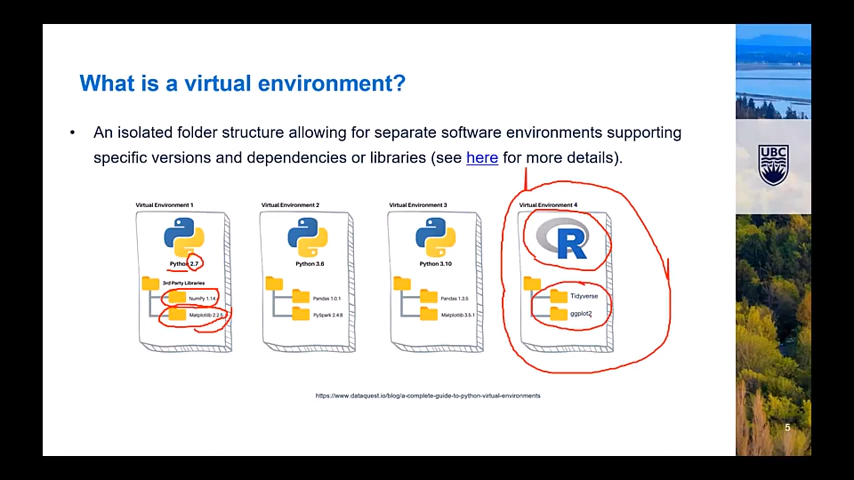 What is a virtual environment?
• An isolated folder structure allowing for separate software environments supporting
specific versions and dependencies or libraries (see here for more details).
UBC
Virtual Environment 1
Python 2.7
3rd Party Libraries
NumPy 1.14
Matplotlib 2.2.5
Virtual Environment 2
Python 3.6
Pandas 1.0.1
PySpark 2.4.8
Virtual Environment 3
Python 3.10
Pandas 1.3.5
Matplotlib 3.5.1
Virtual Environment 4
R
Tidyverse
ggplot2
https://www.dataquest.io/blog/a-complete-guide-to-python-virtual-environments
5